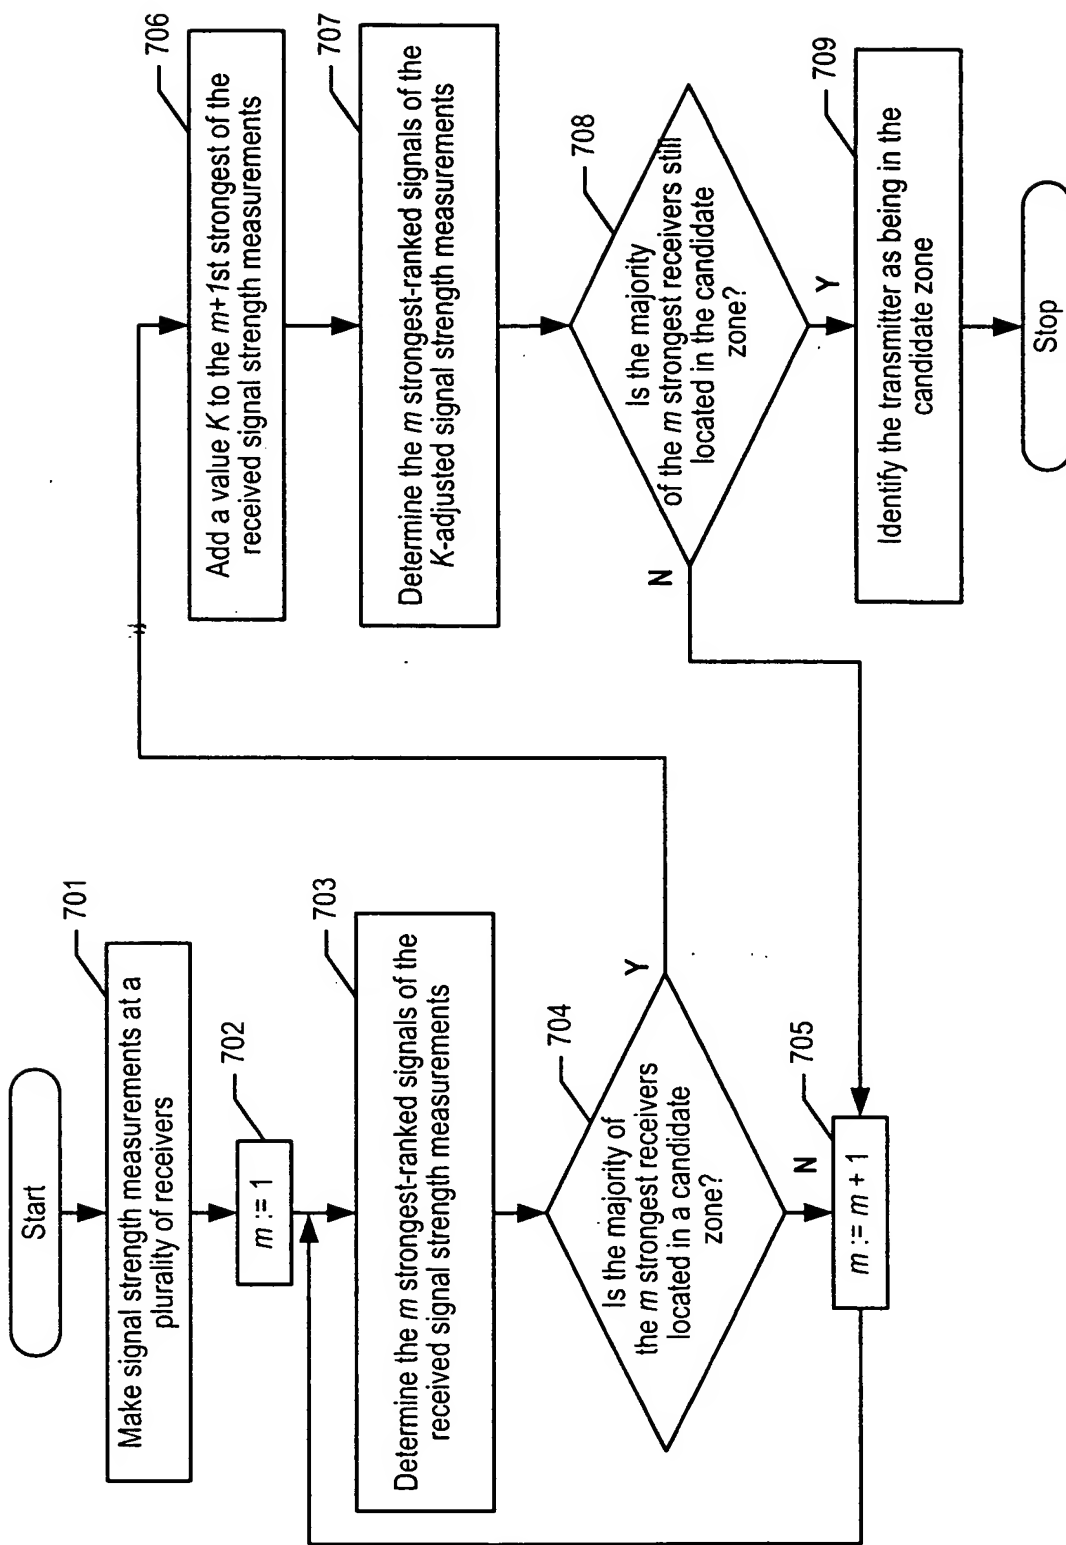 Start
701
Make signal strength measurements at a
plurality of receivers
702
m := 1
703
Determine the m strongest-ranked signals of the
received signal strength measurements
704
Is the majority of
the m strongest receivers
located in a candidate
zone?
Y
N
705
m := m + 1
706
Add a value K to the m+1st strongest of the
received signal strength measurements
707
Determine the m strongest-ranked signals of the
K-adjusted signal strength measurements
708
Is the majority
of the m strongest receivers still
located in the candidate
zone?
N
Y
709
Identify the transmitter as being in the
candidate zone
Stop